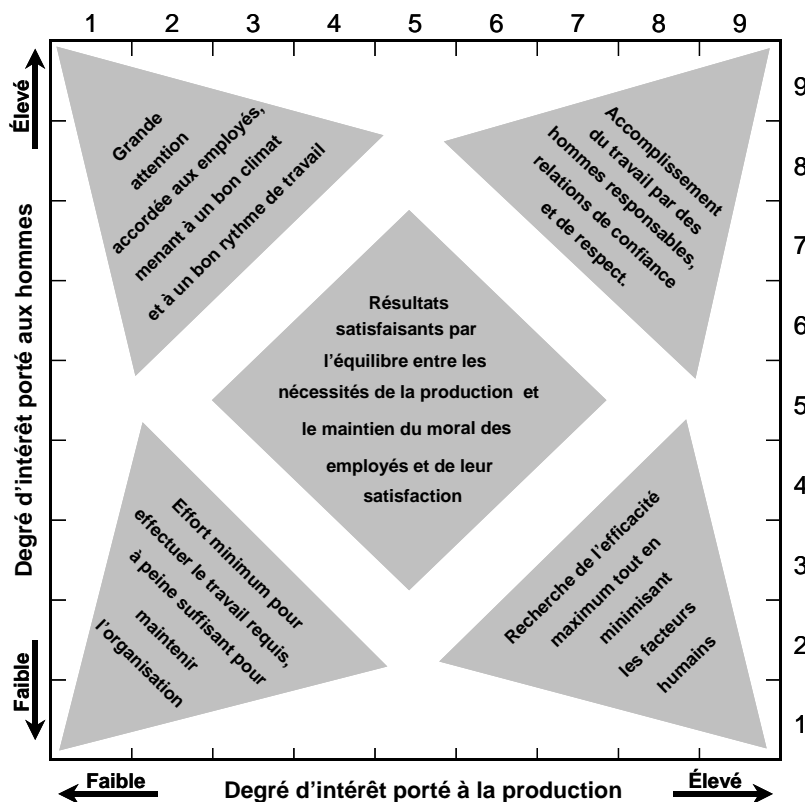 1 2 3 4 5 6 7 8 9
Élevé
Degré d'intérêt porté aux hommes
Faible
Grande
attention
accordée aux employés,
menant à un bon climat
et à un bon rythme de travail
Accomplissement
du travail par des
hommes responsables,
relations de confiance
et de respect.
Résultats
satisfaisants par
l'équilibre entre les
nécessités de la production et
le maintien du moral des
employés et de leur
satisfaction
Effort minimum pour
effectuer le travail requis,
à peine suffisant pour
maintenir
l'organisation
Recherche de l'efficacité
maximum tout en
minimisant
les facteurs
humains
9
8
7
6
5
4
3
2
1
Faible
Degré d'intérêt porté à la production
Élevé